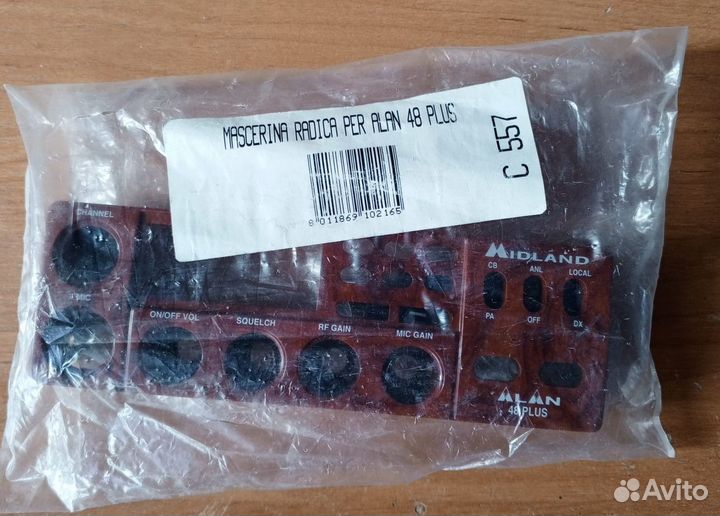 MASCERINA RADICA PER ALAN 48 PLUS
C 557
8 011869 102165
CHANNEL
MIC
ON/OFF VOL
SQUELCH
RF GAIN
MIC GAIN
MIDLAND
CB ANL LOCAL
PA OFF DX
ALAN
48 PLUS
Avito